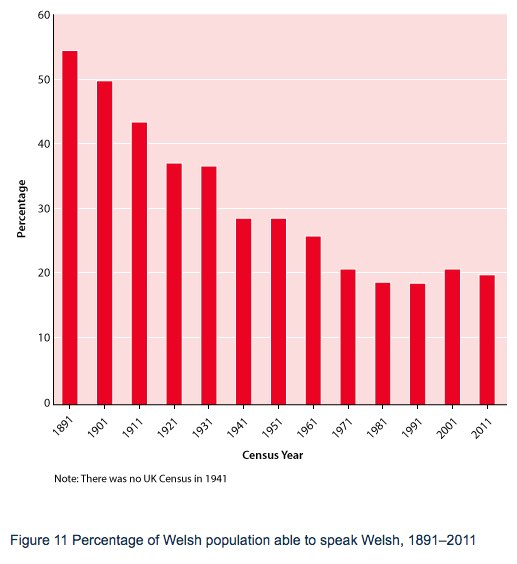 60
50
40
30
20
10
0
Percentage
1891 1901 1911 1921 1931 1941 1951 1961 1971 1981 1991 2001 2011
Census Year
Note: There was no UK Census in 1941
Figure 11 Percentage of Welsh population able to speak Welsh, 1891–2011